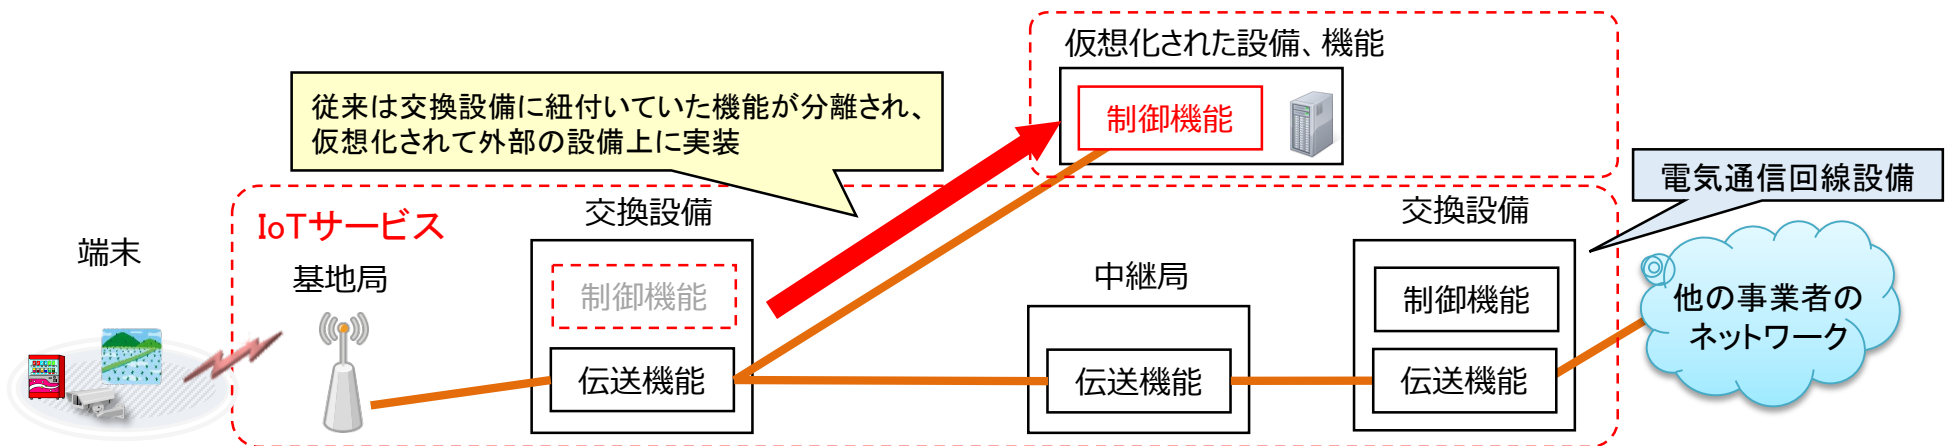 仮想化された設備、機能
従来は交換設備に紐付いていた機能が分離され、
仮想化されて外部の設備上に実装
制御機能
電気通信回線設備
IoTサービス
交換設備
交換設備
端末
基地局
中継局
制御機能
制御機能
他の事業者の
ネットワーク
伝送機能
伝送機能
伝送機能